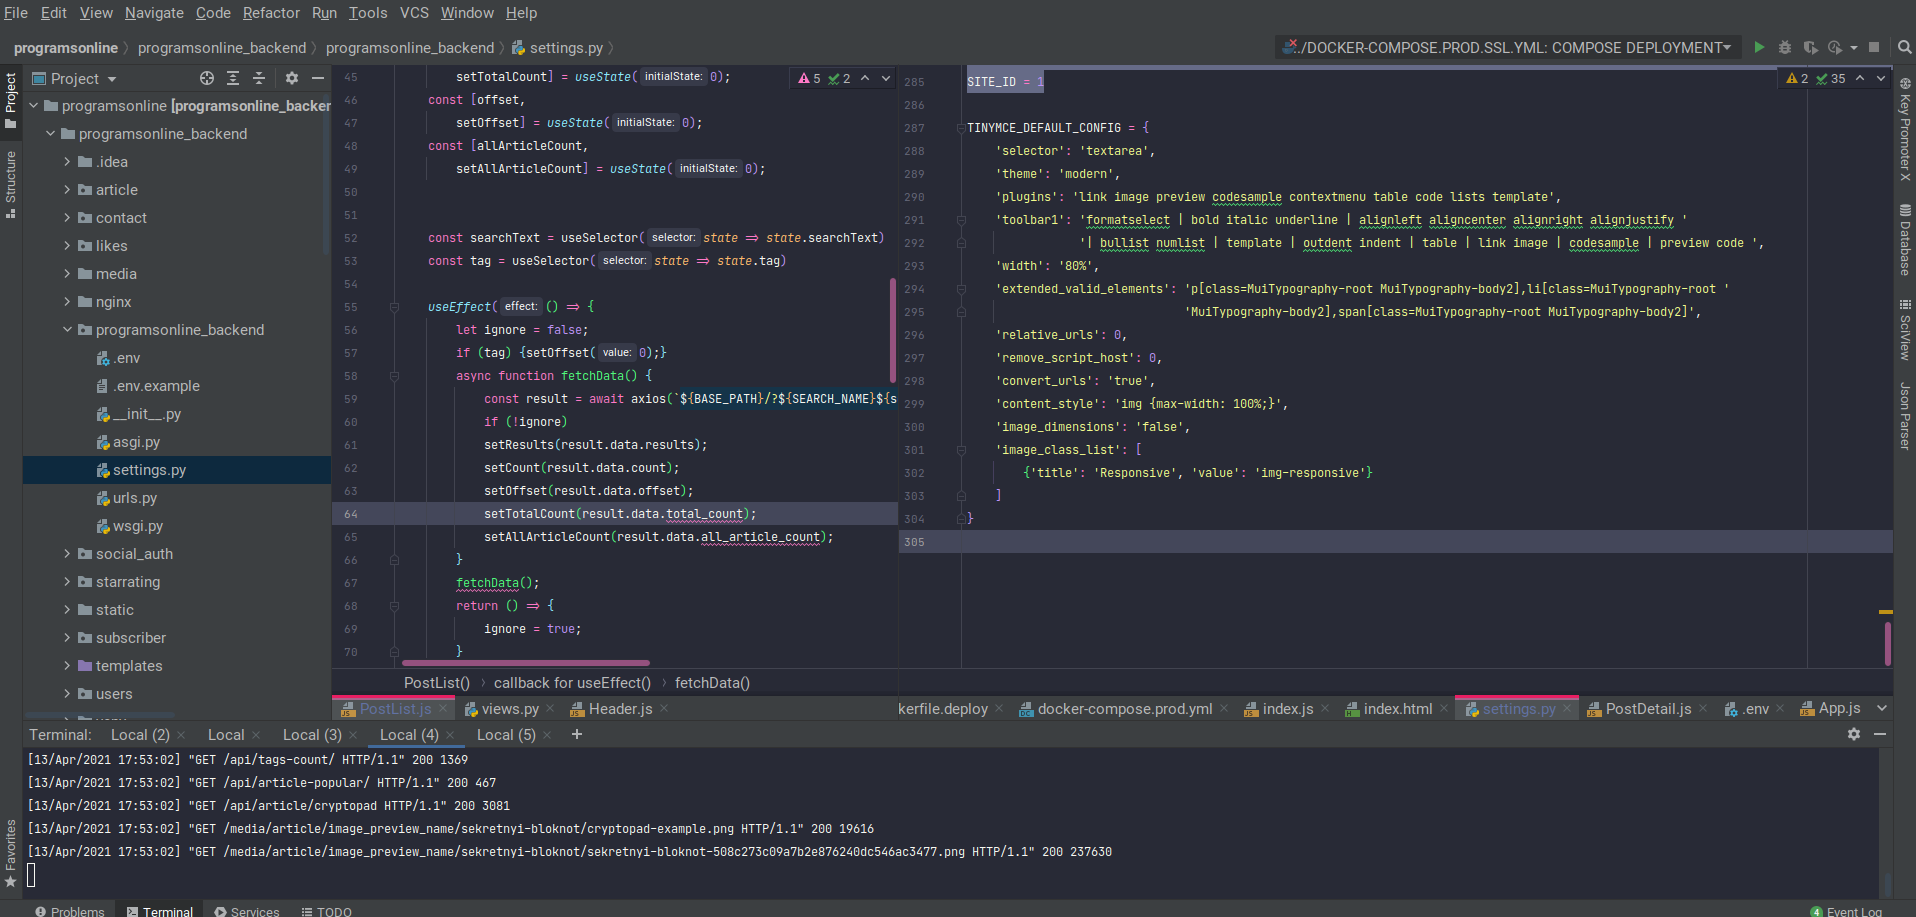 File Edit View Navigate Code Refactor Run Tools VCS Window Help
programsonline programsonline_backend programsonline_backend settings.py
./DOCKER-COMPOSE.PROD.SSL.YML: COMPOSE DEPLOYMENT
Project
Structure
Favorites
Project
programsonline [programsonline_backer
programsonline_backend
.idea
article
contact
likes
media
nginx
programsonline_backend
.env
.env.example
__init__.py
asgi.py
settings.py
urls.py
wsgi.py
social_auth
starrating
static
subscriber
templates
users
5 2
45 setTotalCount] = useState( initialState: 0);
46 const [offset,
47 setOffset] = useState( initialState: 0);
48 const [allArticleCount,
49 setAllArticleCount] = useState( initialState: 0);
50
51
52 const searchText = useSelector( selector: state => state.searchText)
53 const tag = useSelector( selector: state => state.tag)
54
55 useEffect( effect: () => {
56 let ignore = false;
57 if (tag) {setOffset( value: 0);}
58 async function fetchData() {
59 const result = await axios(`${BASE_PATH}/?${SEARCH_NAME}${s
60 if (!ignore)
61 setResults(result.data.results);
62 setCount(result.data.count);
63 setOffset(result.data.offset);
64 setTotalCount(result.data.total_count);
65 setAllArticleCount(result.data.all_article_count);
66 }
67 fetchData();
68 return () => {
69 ignore = true;
70 }
PostList() callback for useEffect() fetchData()
2 35
285 SITE_ID = 1
286
287 TINYMCE_DEFAULT_CONFIG = {
288 'selector': 'textarea',
289 'theme': 'modern',
290 'plugins': 'link image preview codesample contextmenu table code lists template',
291 'toolbar1': 'formatselect | bold italic underline | alignleft aligncenter alignright alignjustify '
292 '| bullist numlist | template | outdent indent | table | link image | codesample | preview code ',
293 'width': '80%',
294 'extended_valid_elements': 'p[class=MuiTypography-root MuiTypography-body2],li[class=MuiTypography-root '
295 'MuiTypography-body2],span[class=MuiTypography-root MuiTypography-body2]',
296 'relative_urls': 0,
297 'remove_script_host': 0,
298 'convert_urls': 'true',
299 'content_style': 'img {max-width: 100%;}',
300 'image_dimensions': 'false',
301 'image_class_list': [
302 {'title': 'Responsive', 'value': 'img-responsive'}
303 ]
304 }
305
Key Promoter X
Database
SciView
Json Parser
PostList.js views.py Header.js kerfile.deploy docker-compose.prod.yml index.js index.html settings.py PostDetail.js .env App.js
Terminal: Local (2) Local Local (3) Local (4) Local (5) +
[13/Apr/2021 17:53:02] "GET /api/tags-count/ HTTP/1.1" 200 1369
[13/Apr/2021 17:53:02] "GET /api/article-popular/ HTTP/1.1" 200 467
[13/Apr/2021 17:53:02] "GET /api/article/cryptopad HTTP/1.1" 200 3081
[13/Apr/2021 17:53:02] "GET /media/article/image_preview_name/sekretnyi-bloknot/cryptopad-example.png HTTP/1.1" 200 19616
[13/Apr/2021 17:53:02] "GET /media/article/image_preview_name/sekretnyi-bloknot/sekretnyi-bloknot-508c273c09a7b2e876240dc546ac3477.png HTTP/1.1" 200 237630
Problems Terminal Services TODO 4 Event Log